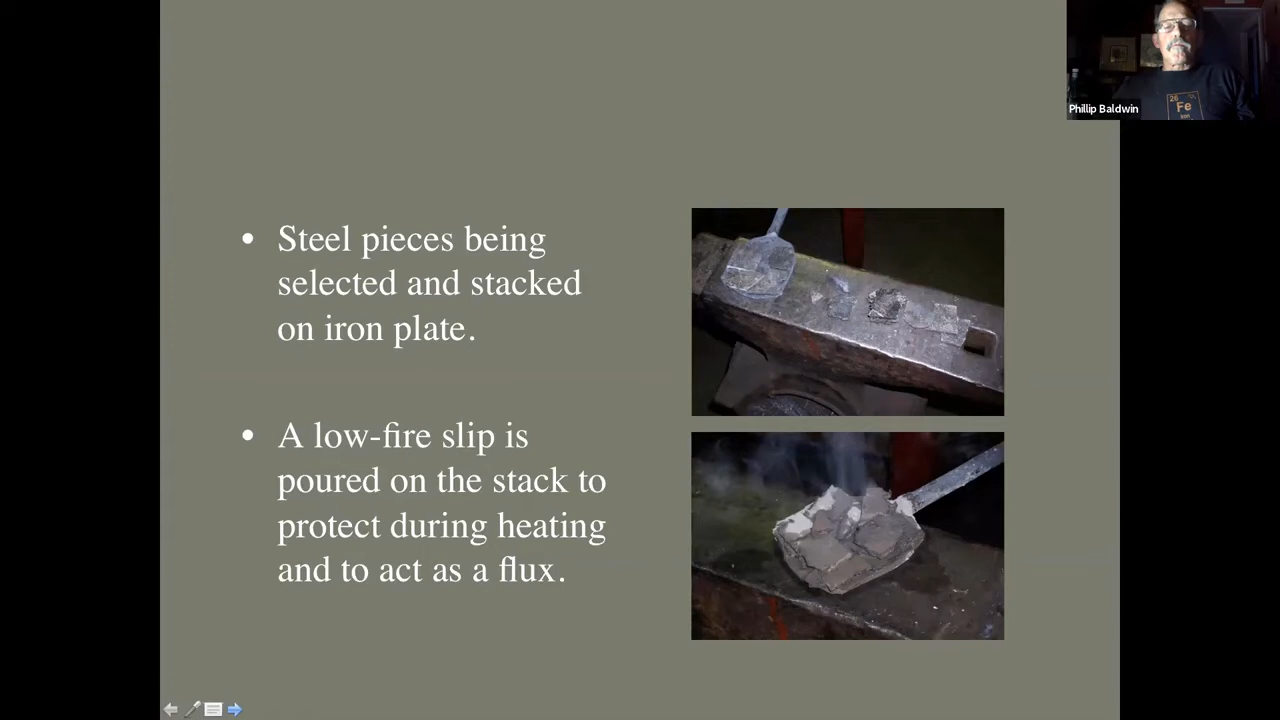 • Steel pieces being
selected and stacked
on iron plate.
• A low-fire slip is
poured on the stack to
protect during heating
and to act as a flux.
26
Fe
Phillip Baldwin